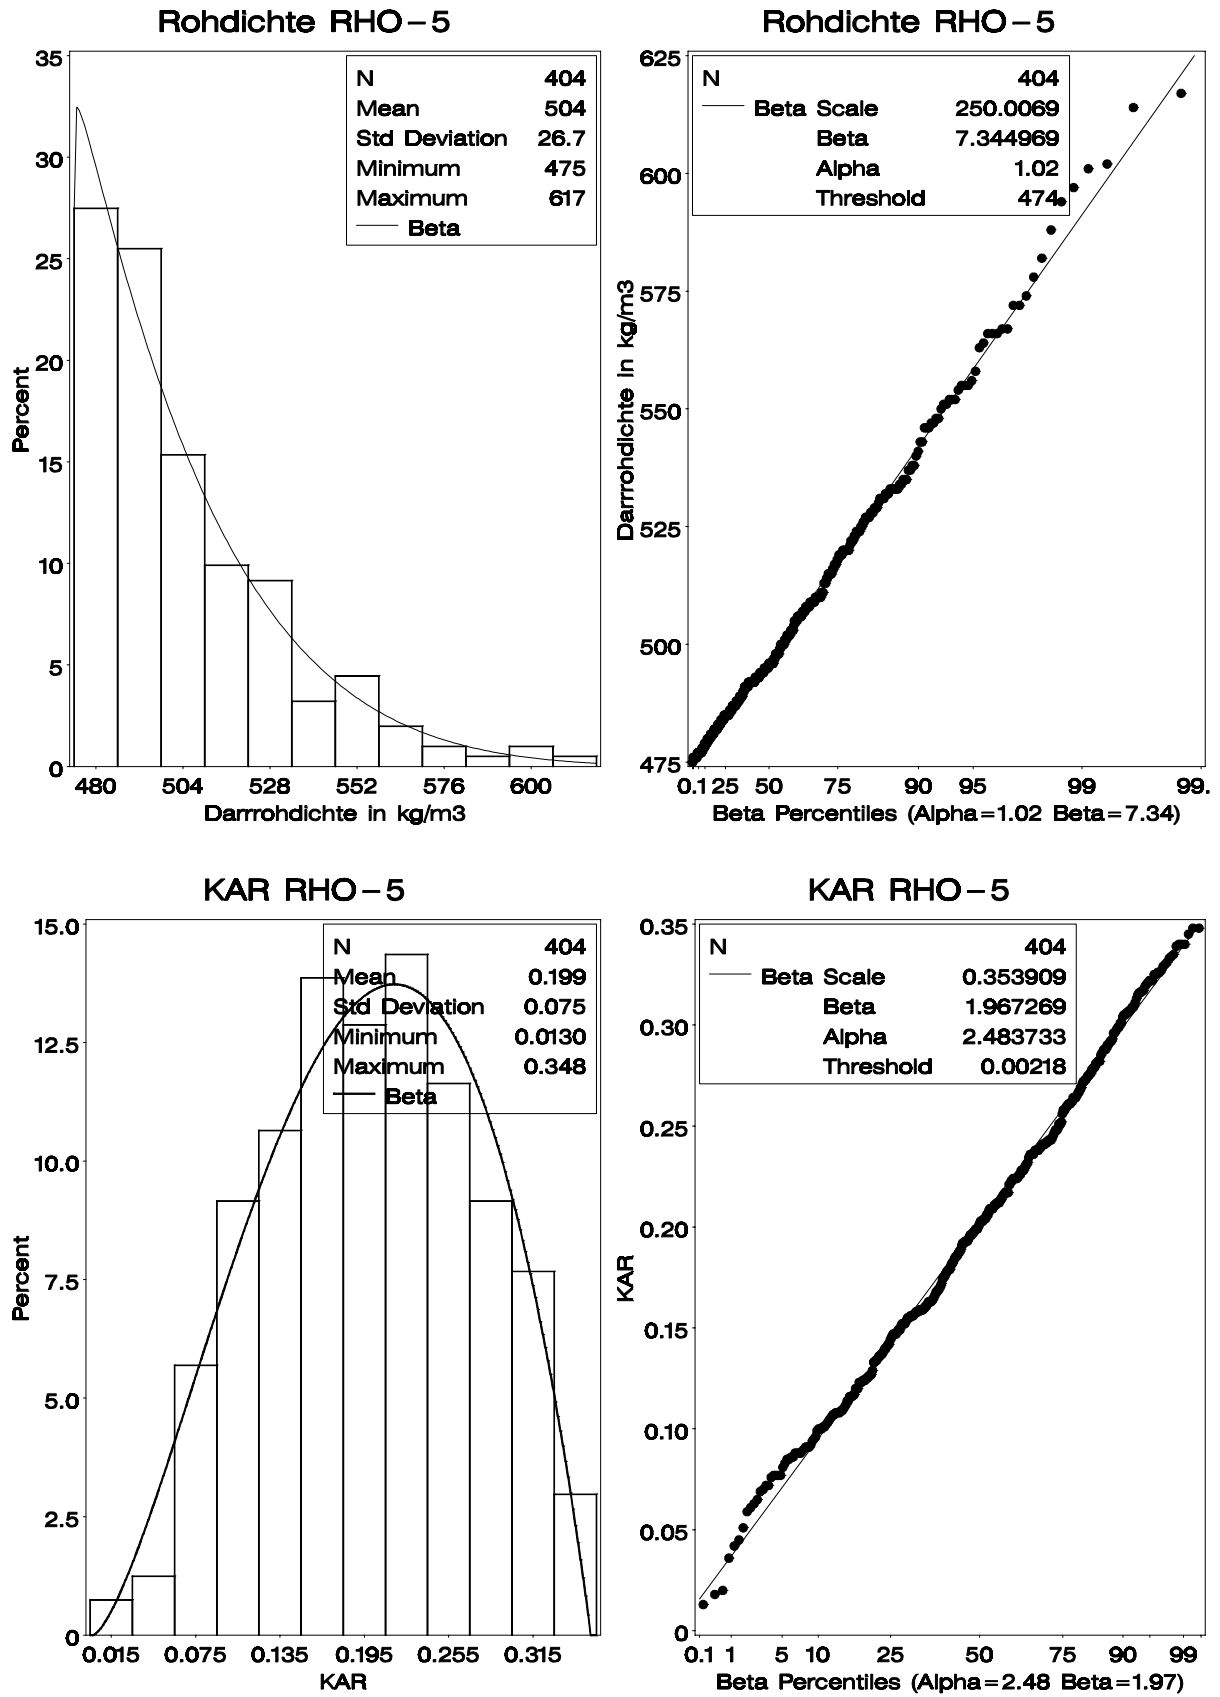 Rohdichte RHO-5
35
30
25
20
15
10
5
0
Percent
N 404
Mean 504
Std Deviation 26.7
Minimum 475
Maximum 617
Beta
480 504 528 552 576 600
Darrrohdichte in kg/m3
Rohdichte RHO-5
625
600
575
550
525
500
475
Darrrohdichte in kg/m3
N 404
Beta Scale 250.0069
Beta 7.344969
Alpha 1.02
Threshold 474
0.1 25 50 75 90 95 99 99.
Beta Percentiles (Alpha=1.02 Beta=7.34)
KAR RHO-5
15.0
12.5
10.0
7.5
5.0
2.5
0
Percent
N 404
Mean 0.199
Std Deviation 0.075
Minimum 0.0130
Maximum 0.348
Beta
0.015 0.075 0.135 0.195 0.255 0.315
KAR
KAR RHO-5
0.35
0.30
0.25
0.20
0.15
0.10
0.05
0
KAR
N 404
Beta Scale 0.353909
Beta 1.967269
Alpha 2.483733
Threshold 0.00218
0.1 1 5 10 25 50 75 90 99
Beta Percentiles (Alpha=2.48 Beta=1.97)